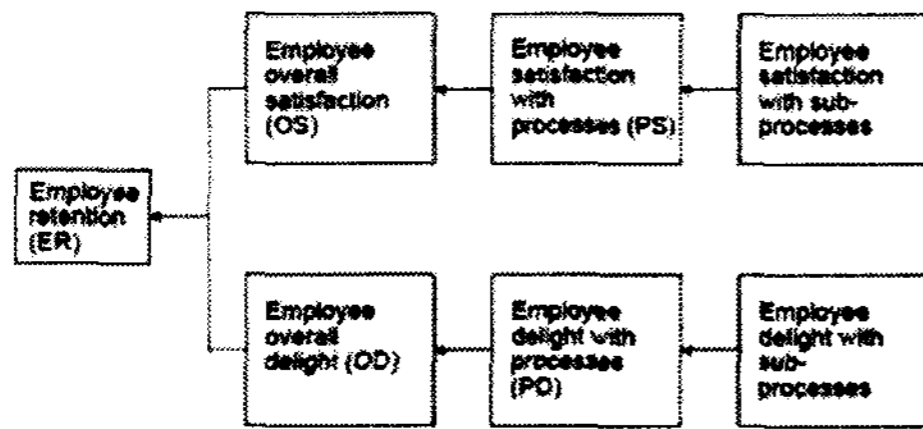 Employee
overall
satisfaction
(OS)
Employee
satisfaction
with
processes (PS)
Employee
satisfaction
with sub-
processes
Employee
retention
(ER)
Employee
overall
delight (OD)
Employee
delight with
processes
(PD)
Employee
delight with
sub-
processes